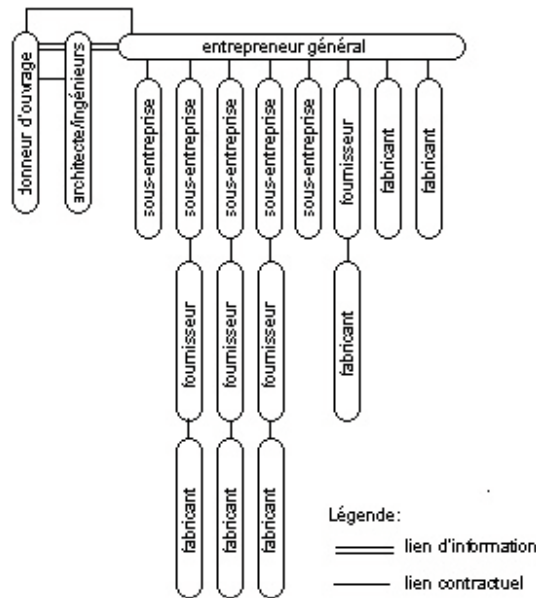 donneur d'ouvrage
architecte/ingénieurs
entrepreneur général
sous-entreprise
sous-entreprise
sous-entreprise
sous-entreprise
sous-entreprise
fournisseur
fabricant
fabricant
fournisseur
fournisseur
fournisseur
fabricant
fabricant
fabricant
fabricant
Légende:
lien d'information
lien contractuel